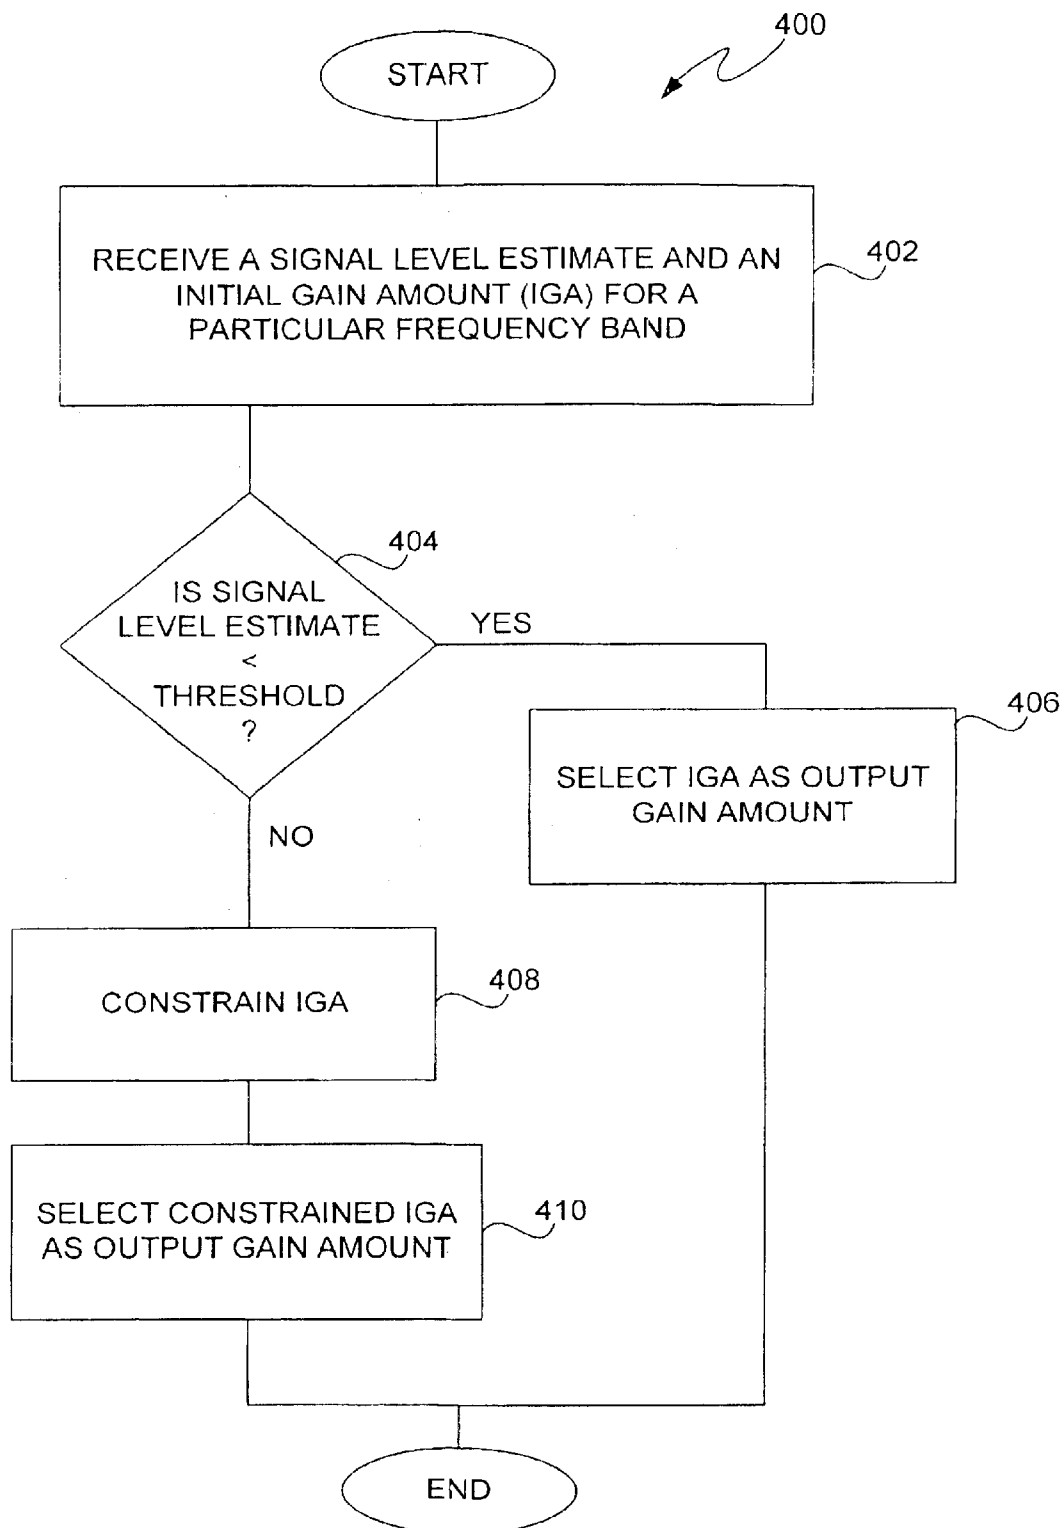 400
START
RECEIVE A SIGNAL LEVEL ESTIMATE AND AN
INITIAL GAIN AMOUNT (IGA) FOR A
PARTICULAR FREQUENCY BAND
402
404
IS SIGNAL
LEVEL ESTIMATE
<
THRESHOLD
?
YES
406
SELECT IGA AS OUTPUT
GAIN AMOUNT
NO
CONSTRAIN IGA
408
SELECT CONSTRAINED IGA
AS OUTPUT GAIN AMOUNT
410
END